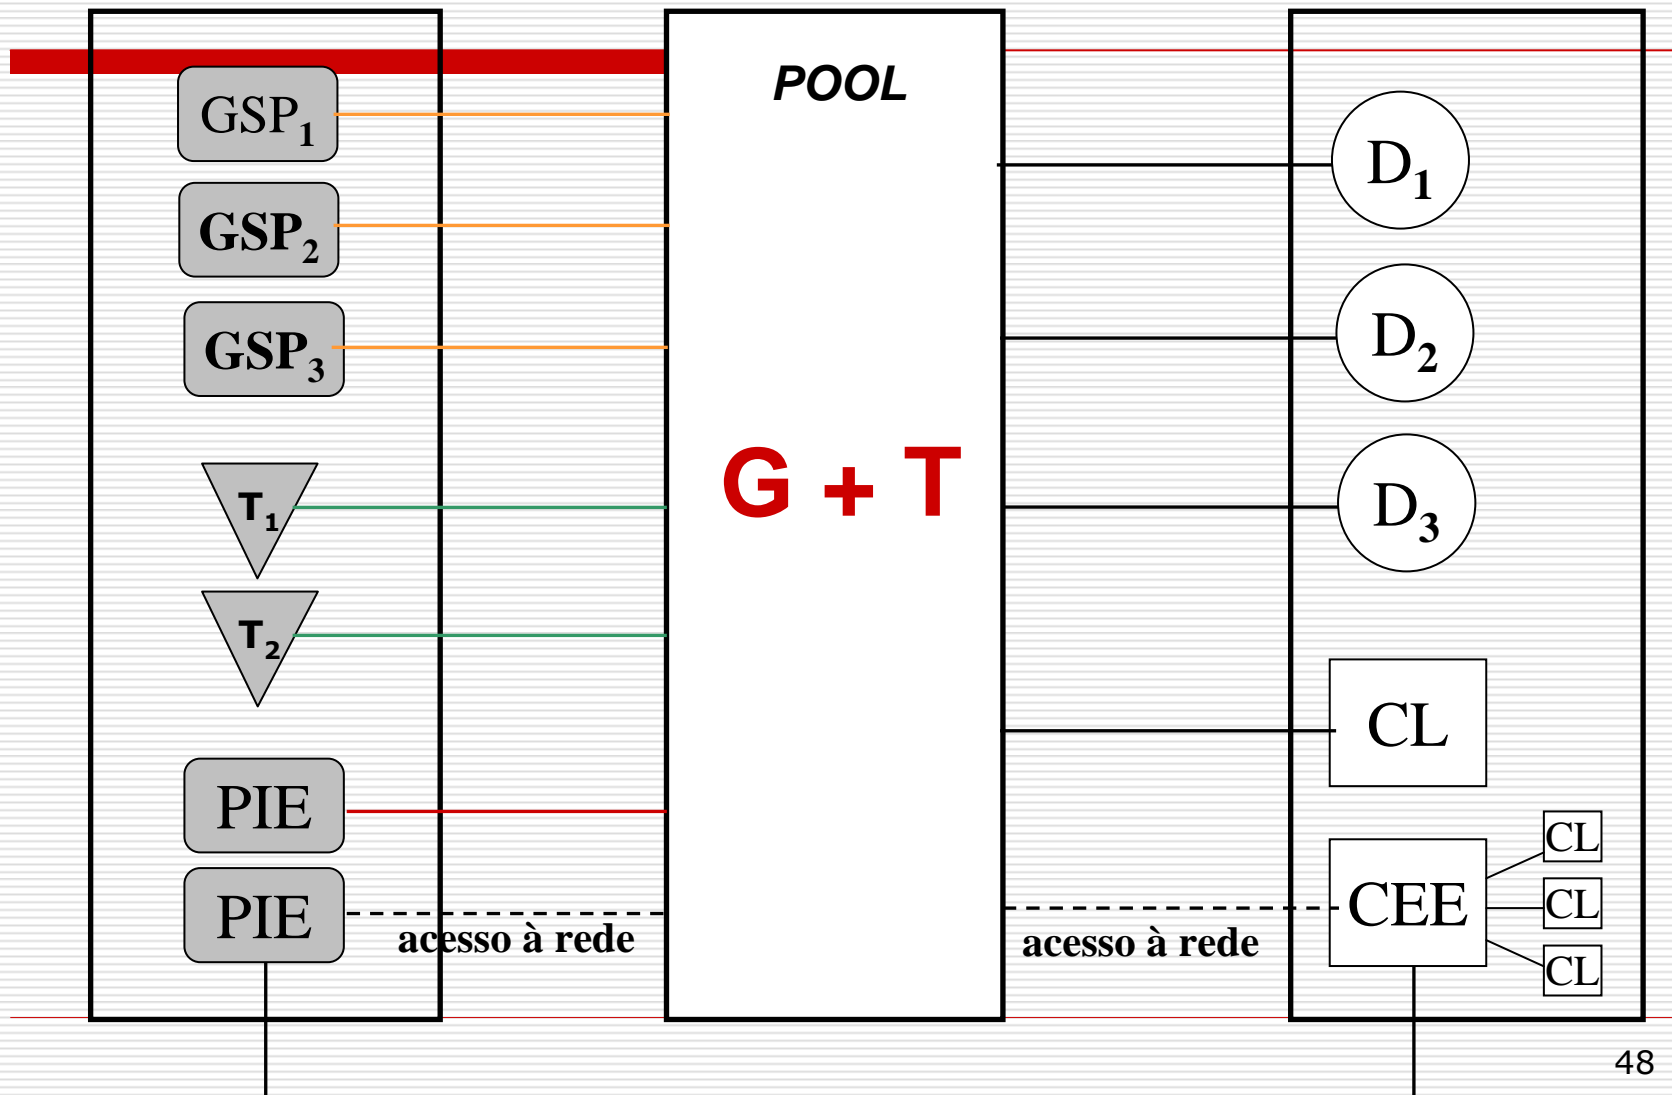 POOL
GSP1
GSP2
GSP3
T1
T2
PIE
PIE
acesso à rede
G + T
D1
D2
D3
CL
CEE
CL
CL
CL
acesso à rede
48